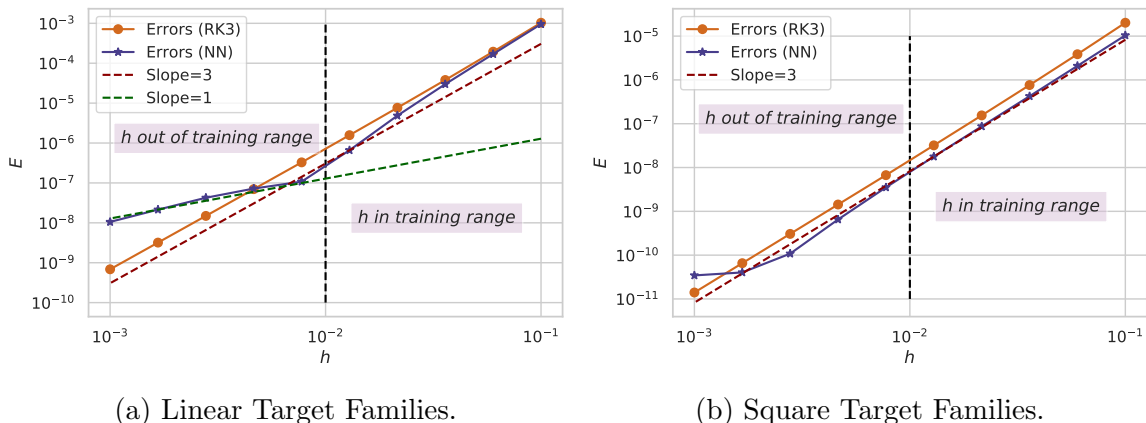 10⁻³
10⁻⁴
10⁻⁵
10⁻⁶
10⁻⁷
10⁻⁸
10⁻⁹
10⁻¹⁰
E
Errors (RK3)
Errors (NN)
Slope=3
Slope=1
h out of training range
h in training range
10⁻³ 10⁻² 10⁻¹
h
(a) Linear Target Families.
10⁻⁵
10⁻⁶
10⁻⁷
10⁻⁸
10⁻⁹
10⁻¹⁰
10⁻¹¹
E
Errors (RK3)
Errors (NN)
Slope=3
h out of training range
h in training range
10⁻³ 10⁻² 10⁻¹
h
(b) Square Target Families.